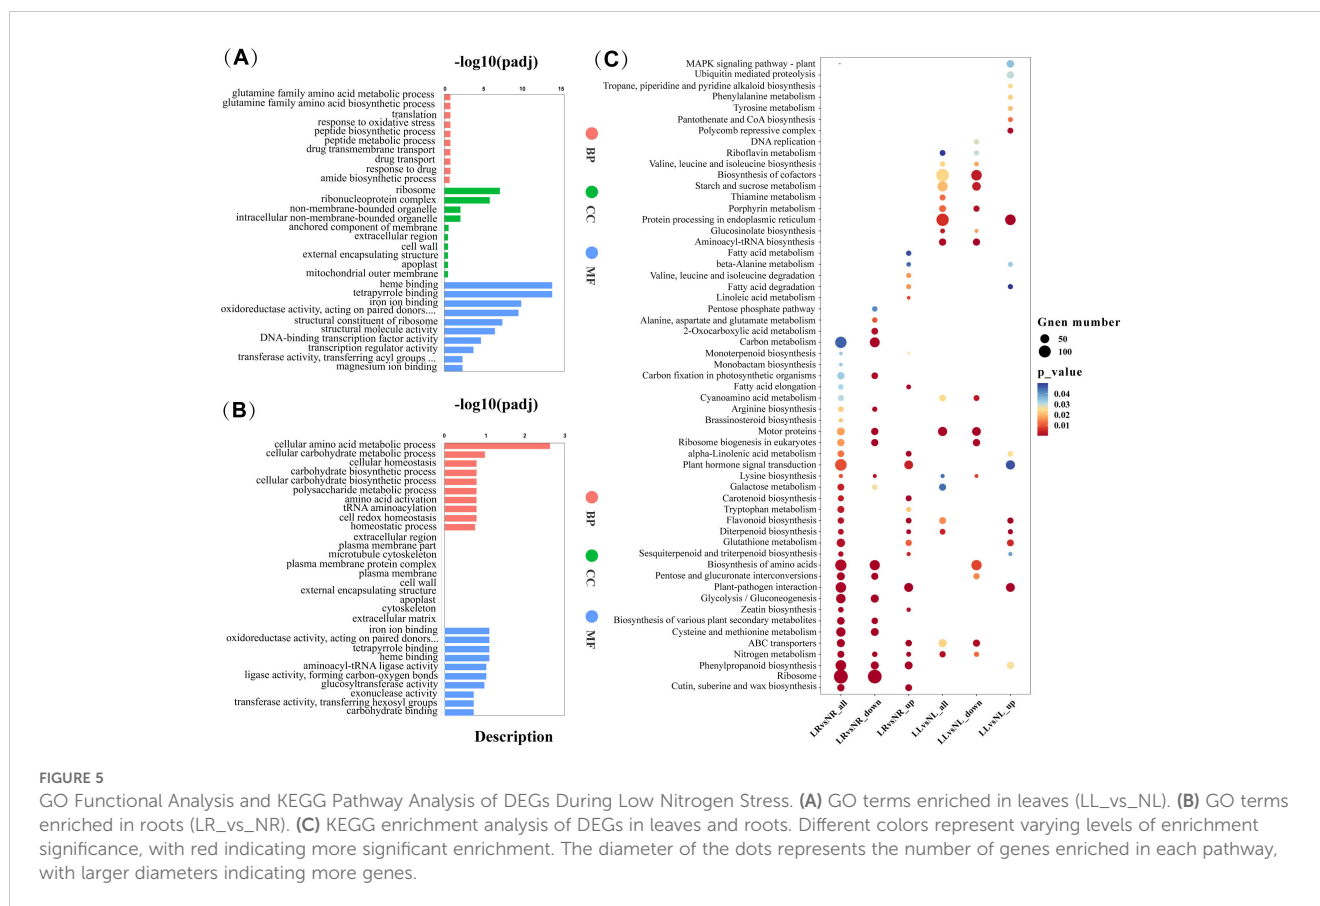 (A)
-log10(padj)
0 5 10 15
glutamine family amino acid metabolic process
glutamine family amino acid biosynthetic process
translation
response to oxidative stress
peptide biosynthetic process
peptide metabolic process
drug transmembrane transport
drug transport
response to drug
amide biosynthetic process
ribosome
ribonucleoprotein complex
non-membrane-bounded organelle
intracellular non-membrane-bounded organelle
anchored component of membrane
extracellular region
cell wall
external encapsulating structure
apoplast
mitochondrial outer membrane
heme binding
tetrapyrrole binding
iron ion binding
oxidoreductase activity, acting on paired donors....
structural constituent of ribosome
structural molecule activity
DNA-binding transcription factor activity
transcription regulator activity
transferase activity, transferring acyl groups ...
magnesium ion binding
BP
CC
MF
(B)
-log10(padj)
0 1 2 3
cellular amino acid metabolic process
cellular carbohydrate metabolic process
cellular homeostasis
carbohydrate biosynthetic process
cellular carbohydrate biosynthetic process
polysaccharide metabolic process
amino acid activation
tRNA aminoacylation
cell redox homeostasis
homeostatic process
extracellular region
plasma membrane part
microtubule cytoskeleton
plasma membrane protein complex
plasma membrane
cell wall
external encapsulating structure
apoplast
cytoskeleton
extracellular matrix
iron ion binding
oxidoreductase activity, acting on paired donors...
tetrapyrrole binding
heme binding
aminoacyl-tRNA ligase activity
ligase activity, forming carbon-oxygen bonds
glucosyltransferase activity
exonuclease activity
transferase activity, transferring hexosyl groups
carbohydrate binding
BP
CC
MF
Description
(C)
MAPK signaling pathway - plant
Ubiquitin mediated proteolysis
Tropane, piperidine and pyridine alkaloid biosynthesis
Phenylalanine metabolism
Tyrosine metabolism
Pantothenate and CoA biosynthesis
Polycomb repressive complex
DNA replication
Riboflavin metabolism
Valine, leucine and isoleucine biosynthesis
Biosynthesis of cofactors
Starch and sucrose metabolism
Thiamine metabolism
Porphyrin metabolism
Protein processing in endoplasmic reticulum
Glucosinolate biosynthesis
Aminoacyl-tRNA biosynthesis
Fatty acid metabolism
beta-Alanine metabolism
Valine, leucine and isoleucine degradation
Fatty acid degradation
Linoleic acid metabolism
Pentose phosphate pathway
Alanine, aspartate and glutamate metabolism
2-Oxocarboxylic acid metabolism
Carbon metabolism
Monoterpenoid biosynthesis
Monobactam biosynthesis
Carbon fixation in photosynthetic organisms
Fatty acid elongation
Cyanoamino acid metabolism
Arginine biosynthesis
Brassinosteroid biosynthesis
Motor proteins
Ribosome biogenesis in eukaryotes
alpha-Linolenic acid metabolism
Plant hormone signal transduction
Lysine biosynthesis
Galactose metabolism
Carotenoid biosynthesis
Tryptophan metabolism
Flavonoid biosynthesis
Diterpenoid biosynthesis
Glutathione metabolism
Sesquiterpenoid and triterpenoid biosynthesis
Biosynthesis of amino acids
Pentose and glucuronate interconversions
Plant-pathogen interaction
Glycolysis / Gluconeogenesis
Zeatin biosynthesis
Biosynthesis of various plant secondary metabolites
Cysteine and methionine metabolism
ABC transporters
Nitrogen metabolism
Phenylpropanoid biosynthesis
Ribosome
Cutin, suberine and wax biosynthesis
LRvsNR_all
LRvsNR_down
LRvsNR_up
LLvsNL_all
LLvsNL_down
LLvsNL_up
Gnen number
50
100
p_value
0.04
0.03
0.02
0.01
FIGURE 5
GO Functional Analysis and KEGG Pathway Analysis of DEGs During Low Nitrogen Stress. (A) GO terms enriched in leaves (LL_vs_NL). (B) GO terms
enriched in roots (LR_vs_NR). (C) KEGG enrichment analysis of DEGs in leaves and roots. Different colors represent varying levels of enrichment
significance, with red indicating more significant enrichment. The diameter of the dots represents the number of genes enriched in each pathway,
with larger diameters indicating more genes.